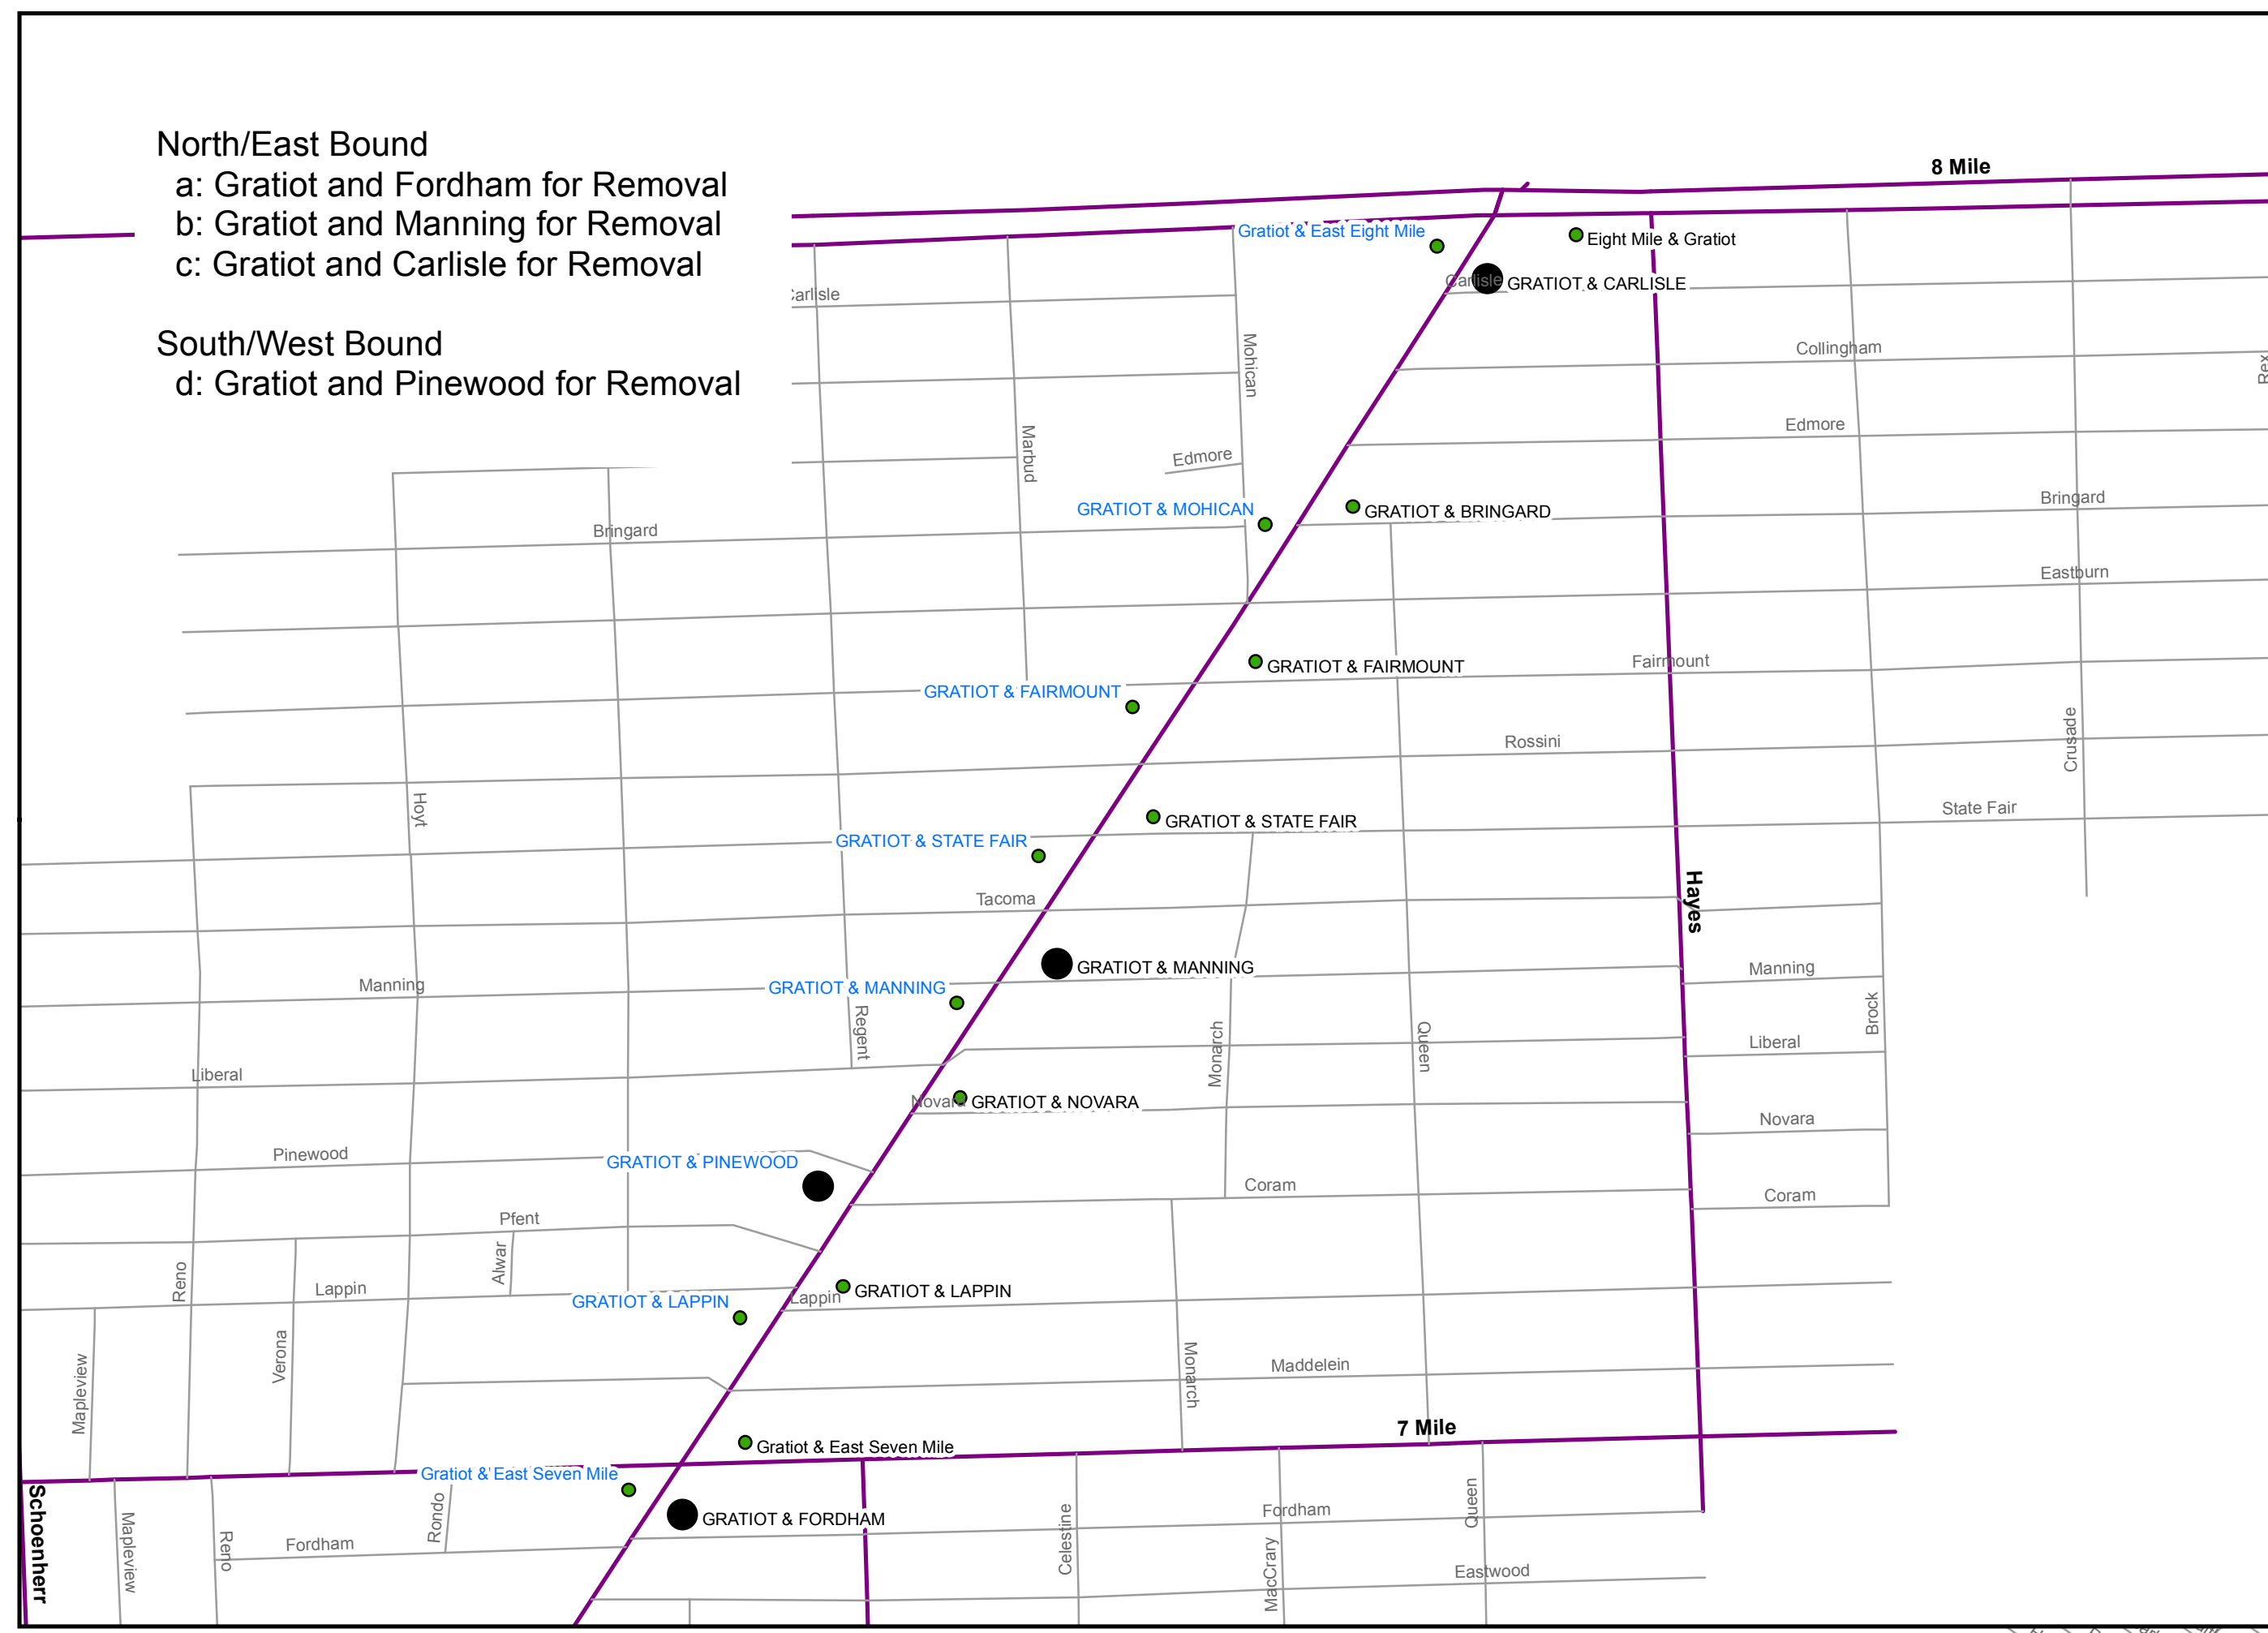 North/East Bound
a: Gratiot and Fordham for Removal
b: Gratiot and Manning for Removal
c: Gratiot and Carlisle for Removal
South/West Bound
d: Gratiot and Pinewood for Removal
8 Mile
Gratiot & East Eight Mile
Eight Mile & Gratiot
Carlisle
Carlisle
GRATIOT & CARLISLE
Mohican
Collingham
Rex
Marbud
Edmore
Edmore
GRATIOT & MOHICAN
GRATIOT & BRINGARD
Bringard
Bringard
Eastburn
GRATIOT & FAIRMOUNT
Fairmount
GRATIOT & FAIRMOUNT
Crusade
Rossini
Hoyt
GRATIOT & STATE FAIR
State Fair
GRATIOT & STATE FAIR
Tacoma
Hayes
GRATIOT & MANNING
Manning
Manning
GRATIOT & MANNING
Regent
Monarch
Queen
Brock
Liberal
Liberal
Novara
GRATIOT & NOVARA
Novara
Pinewood
GRATIOT & PINEWOOD
Coram
Coram
Pfent
Alwar
Reno
Lappin
GRATIOT & LAPPIN
Lappin
GRATIOT & LAPPIN
Mapleview
Verona
Monarch
Maddelein
7 Mile
Gratiot & East Seven Mile
Gratiot & East Seven Mile
Schoenherr
Mapleview
Reno
Rondo
GRATIOT & FORDHAM
Fordham
Fordham
Celestine
MacCrary
Queen
Eastwood